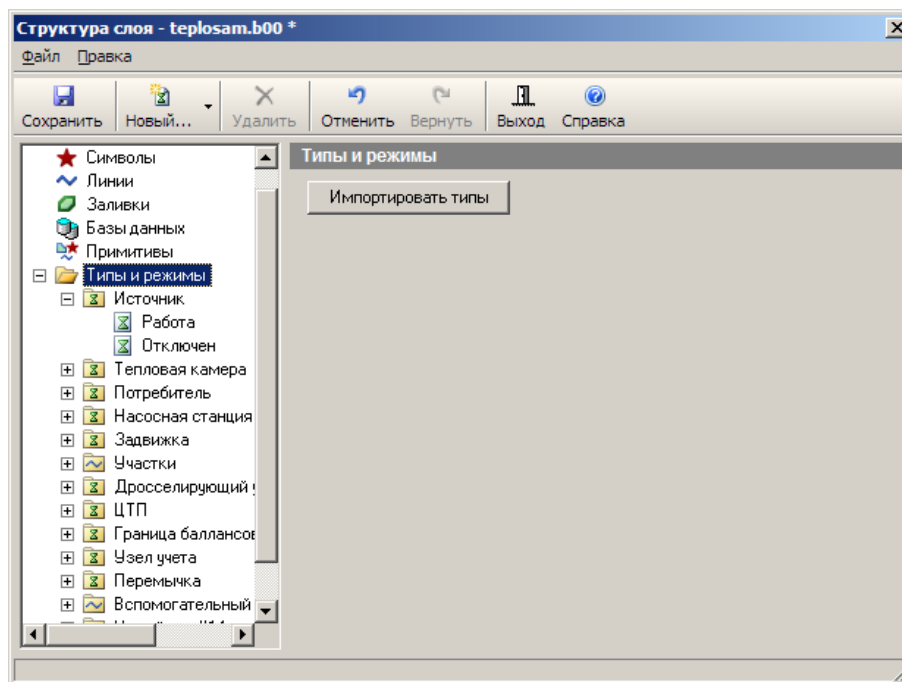 Структура слоя - teplosam.b00 *
Файл Правка
Сохранить Новый... Удалить Отменить Вернуть Выход Справка
Символы
Линии
Заливки
Базы данных
Примитивы
Типы и режимы
Источник
Работа
Отключен
Тепловая камера
Потребитель
Насосная станция
Задвижка
Участки
Дросселирующий
ЦТП
Граница баллансов
Узел учета
Перемычка
Вспомогательный
Типы и режимы
Импортировать типы